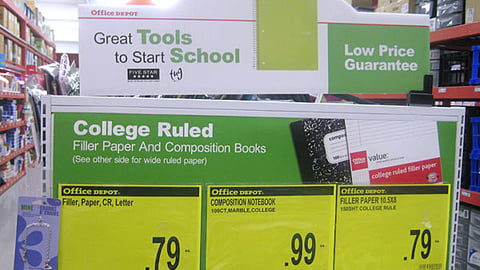 Office DEPOT
Great Tools
to Start School
FIVE STAR
Low Price
Guarantee
College Ruled
Filler Paper And Composition Books
(See other side for wide ruled paper)
value
college ruled filler paper
Office DEPOT
Filler, Paper, CR, Letter
.79
Office DEPOT
COMPOSITION NOTEBOOK
100CT,MARBLE,COLLEGE
.99
Office DEPOT
FILLER PAPER 10.5X8
150SHT COLLEGE RULE
.79